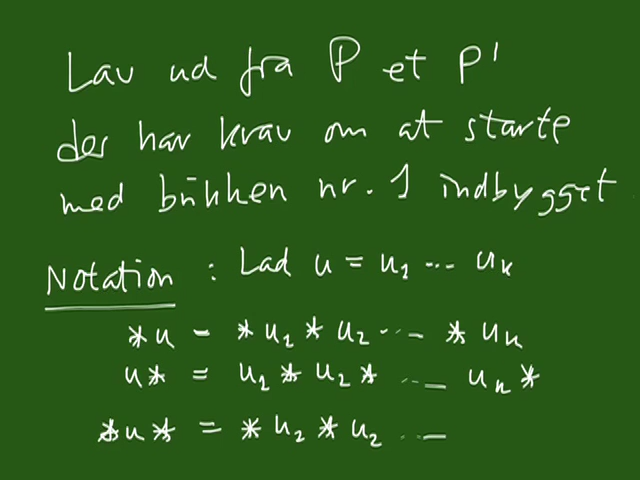 Lav ud fra P et P'
der har krav om at starte
med brikken nr. 1 indbygget
Notation : Lad u = u₁ ... uₖ
*u = *u₁*u₂ ... *uₖ
u* = u₁*u₂* ... uₖ*
*u* = *u₁*u₂ ...